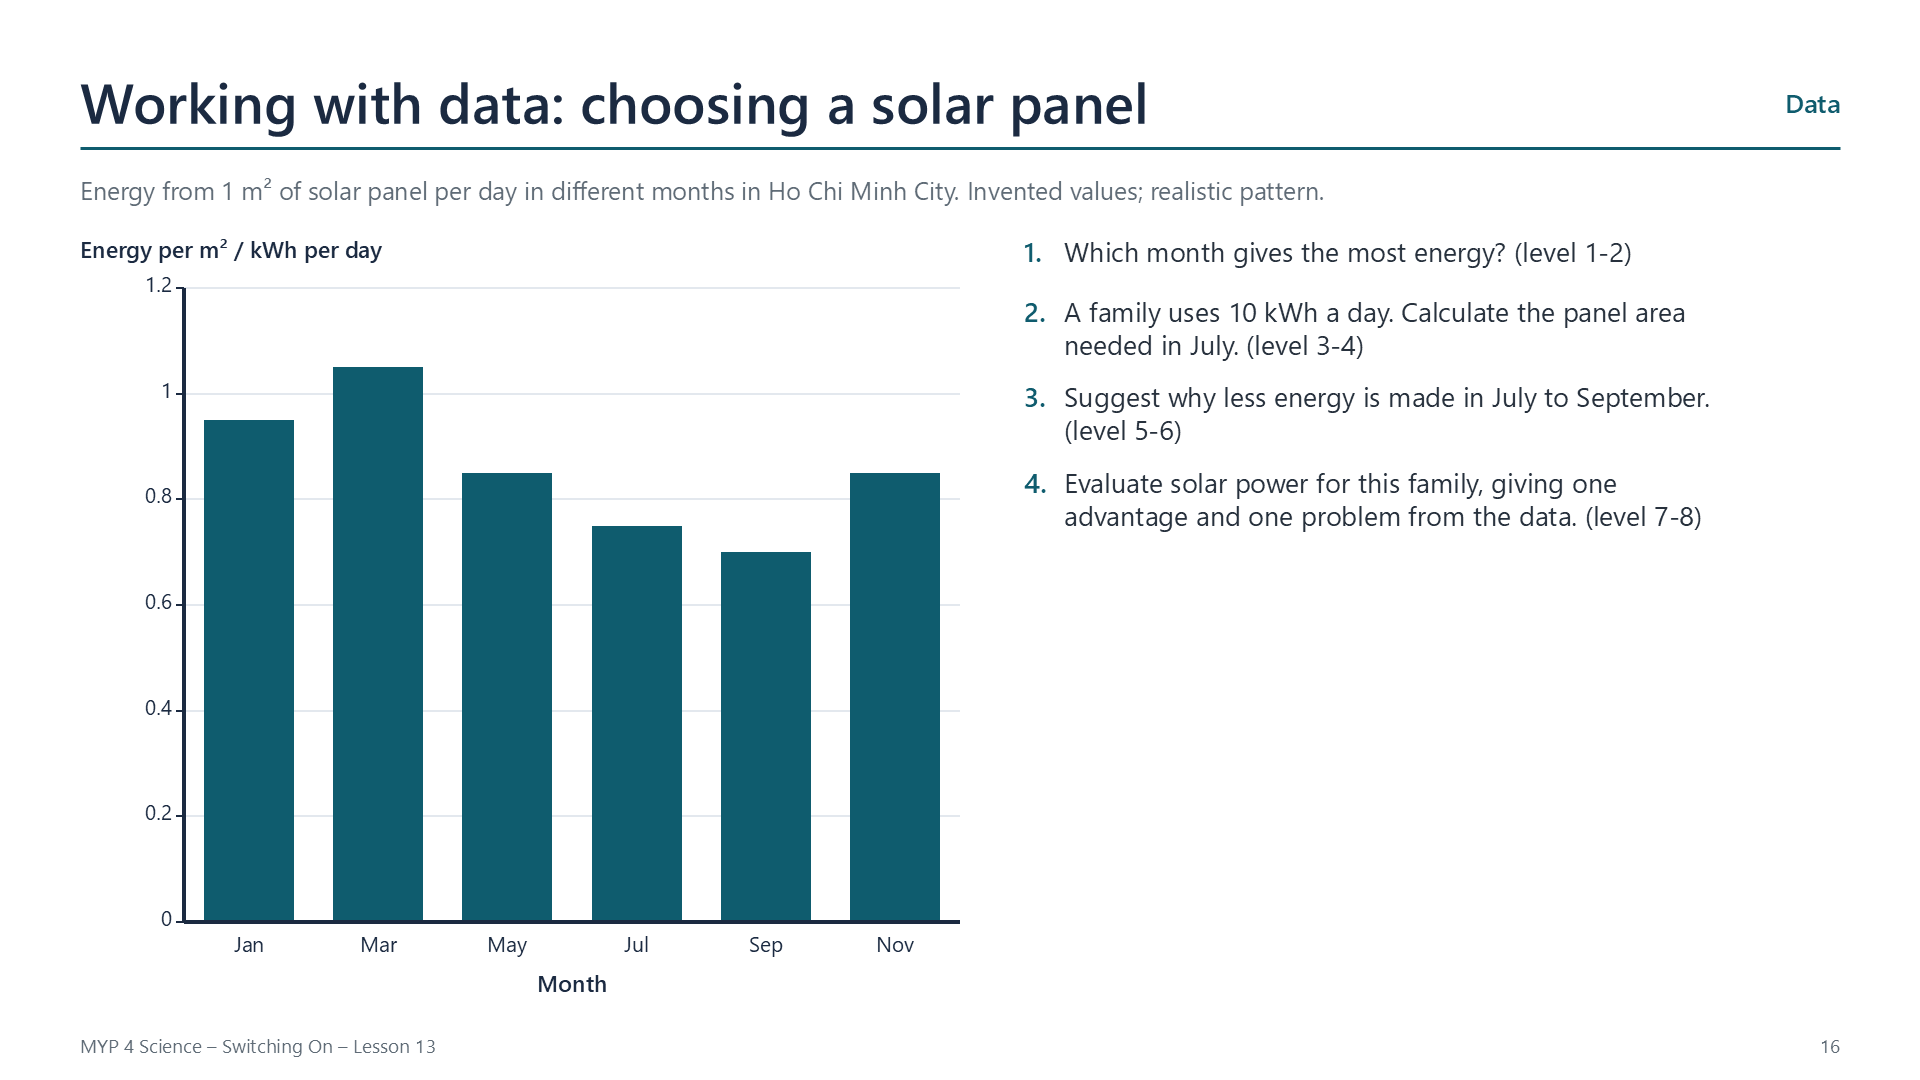 Working with data: choosing a solar panel
Data
Energy from 1 m² of solar panel per day in different months in Ho Chi Minh City. Invented values; realistic pattern.
Energy per m² / kWh per day
1.2
1
0.8
0.6
0.4
0.2
0
Jan Mar May Jul Sep Nov
Month
1. Which month gives the most energy? (level 1-2)
2. A family uses 10 kWh a day. Calculate the panel area
needed in July. (level 3-4)
3. Suggest why less energy is made in July to September.
(level 5-6)
4. Evaluate solar power for this family, giving one
advantage and one problem from the data. (level 7-8)
MYP 4 Science – Switching On – Lesson 13
16